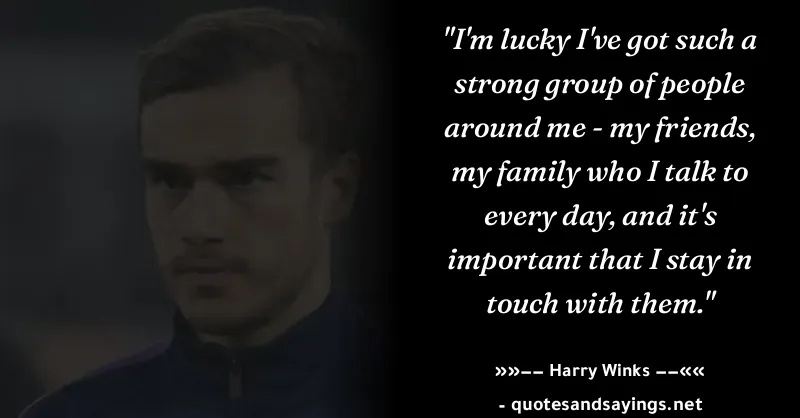 "I'm lucky I've got such a
strong group of people
around me - my friends,
my family who I talk to
every day, and it's
important that I stay in
touch with them."
»»−− Harry Winks −−««
- quotesandsayings.net